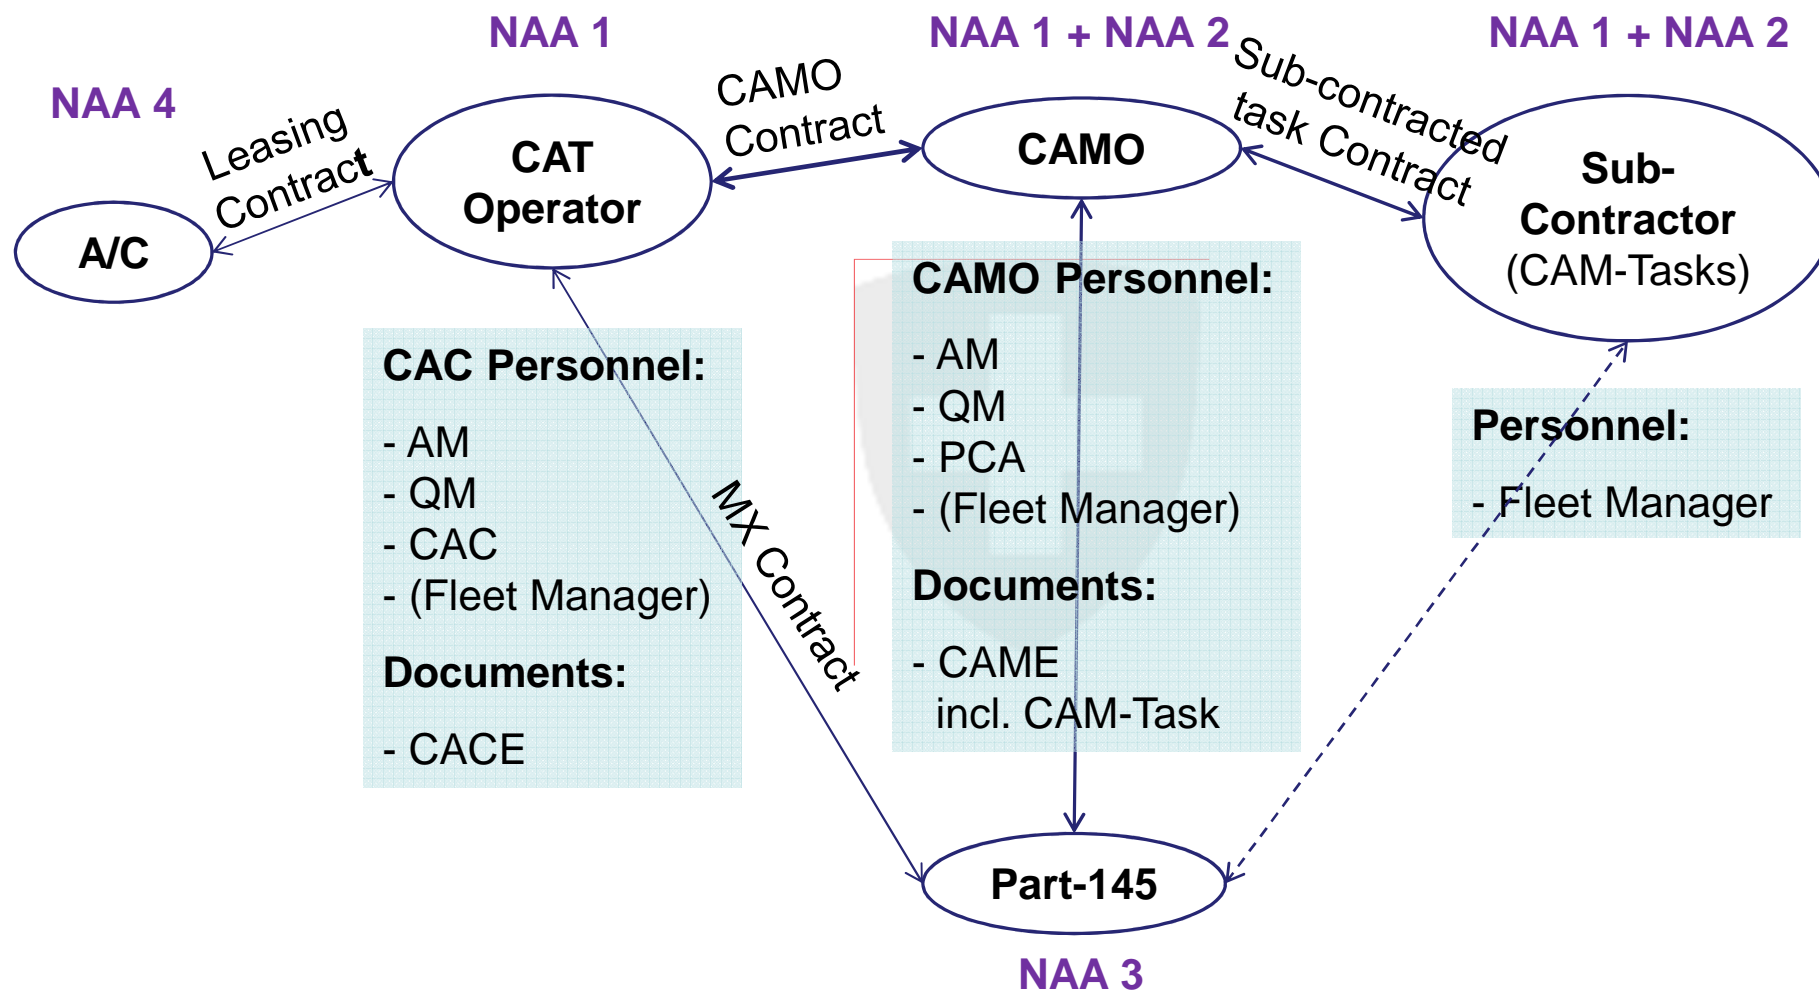 NAA 1
NAA 1 + NAA 2
NAA 1 + NAA 2
NAA 4
Leasing
Contract
CAMO
Contract
Sub-contracted
task Contract
A/C
CAT
Operator
CAMO
Sub-
Contractor
(CAM-Tasks)
CAC Personnel:
- AM
- QM
- CAC
- (Fleet Manager)
Documents:
- CACE
MX Contract
CAMO Personnel:
- AM
- QM
- PCA
- (Fleet Manager)
Documents:
- CAME
incl. CAM-Task
Personnel:
- Fleet Manager
Part-145
NAA 3